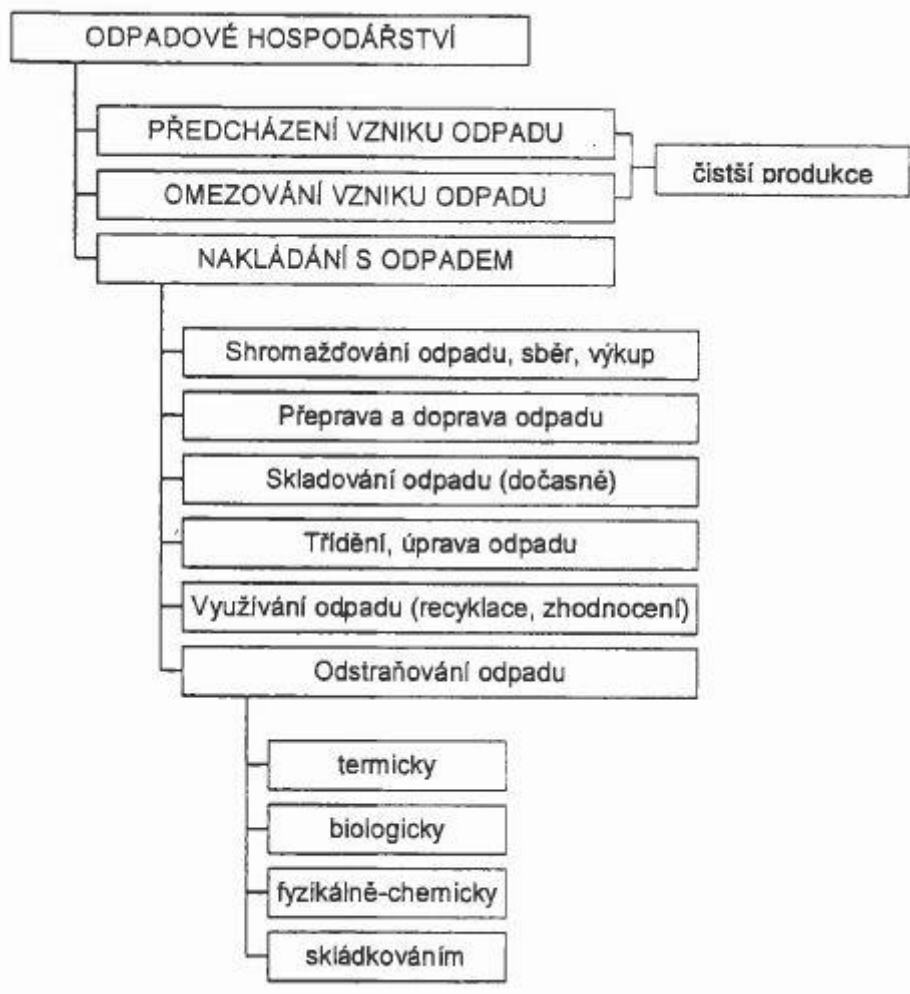 ODPADOVÉ HOSPODÁŘSTVÍ
PŘEDCHÁZENÍ VZNIKU ODPADU
čistší produkce
OMEZOVÁNÍ VZNIKU ODPADU
NAKLÁDÁNÍ S ODPADEM
Shromažďování odpadu, sběr, výkup
Přeprava a doprava odpadu
Skladování odpadu (dočasné)
Třídění, úprava odpadu
Využívání odpadu (recyklace, zhodnocení)
Odstraňování odpadu
termicky
biologicky
fyzikálně-chemicky
skládkováním